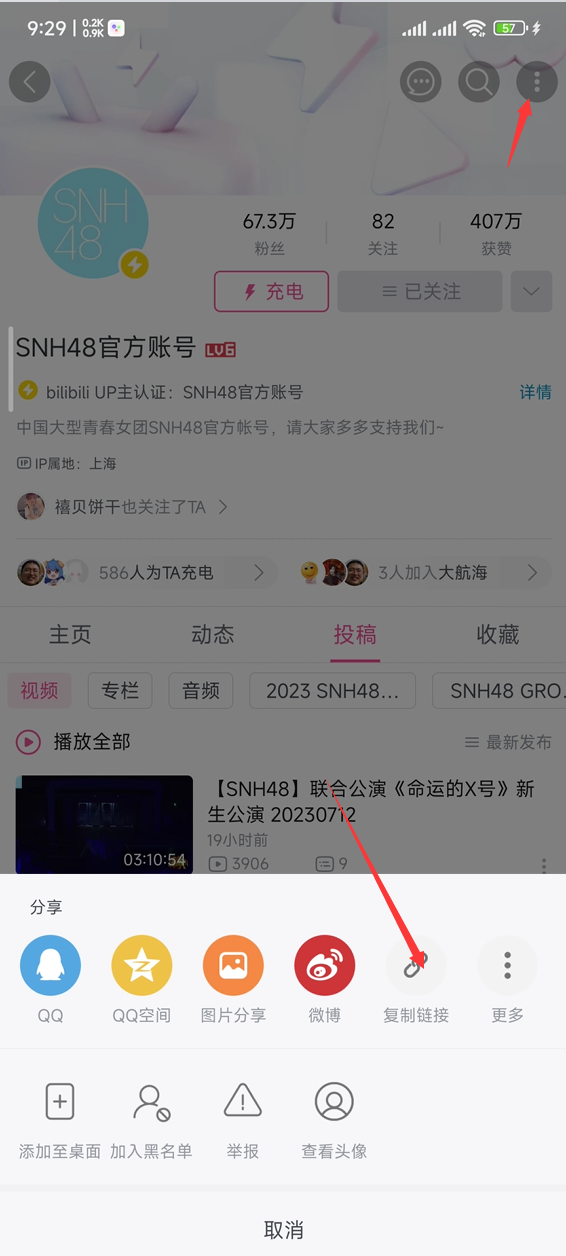 9:29 | 0.2K 0.9K 57
SNH 48
67.3万 82 407万
粉丝 关注 获赞
充电 已关注
SNH48官方账号 LV6
bilibili UP主认证：SNH48官方账号 详情
中国大型青春女团SNH48官方帐号，请大家多多支持我们~
IP IP属地：上海
禧贝饼干也关注了TA
586人为TA充电 3人加入大航海
主页 动态 投稿 收藏
视频 专栏 音频 2023 SNH48... SNH48 GRO.
播放全部 最新发布
【SNH48】联合公演《命运的X号》新
生公演 20230712
19小时前
03:10:54 3906 9
分享
QQ QQ空间 图片分享 微博 复制链接 更多
添加至桌面 加入黑名单 举报 查看头像
取消